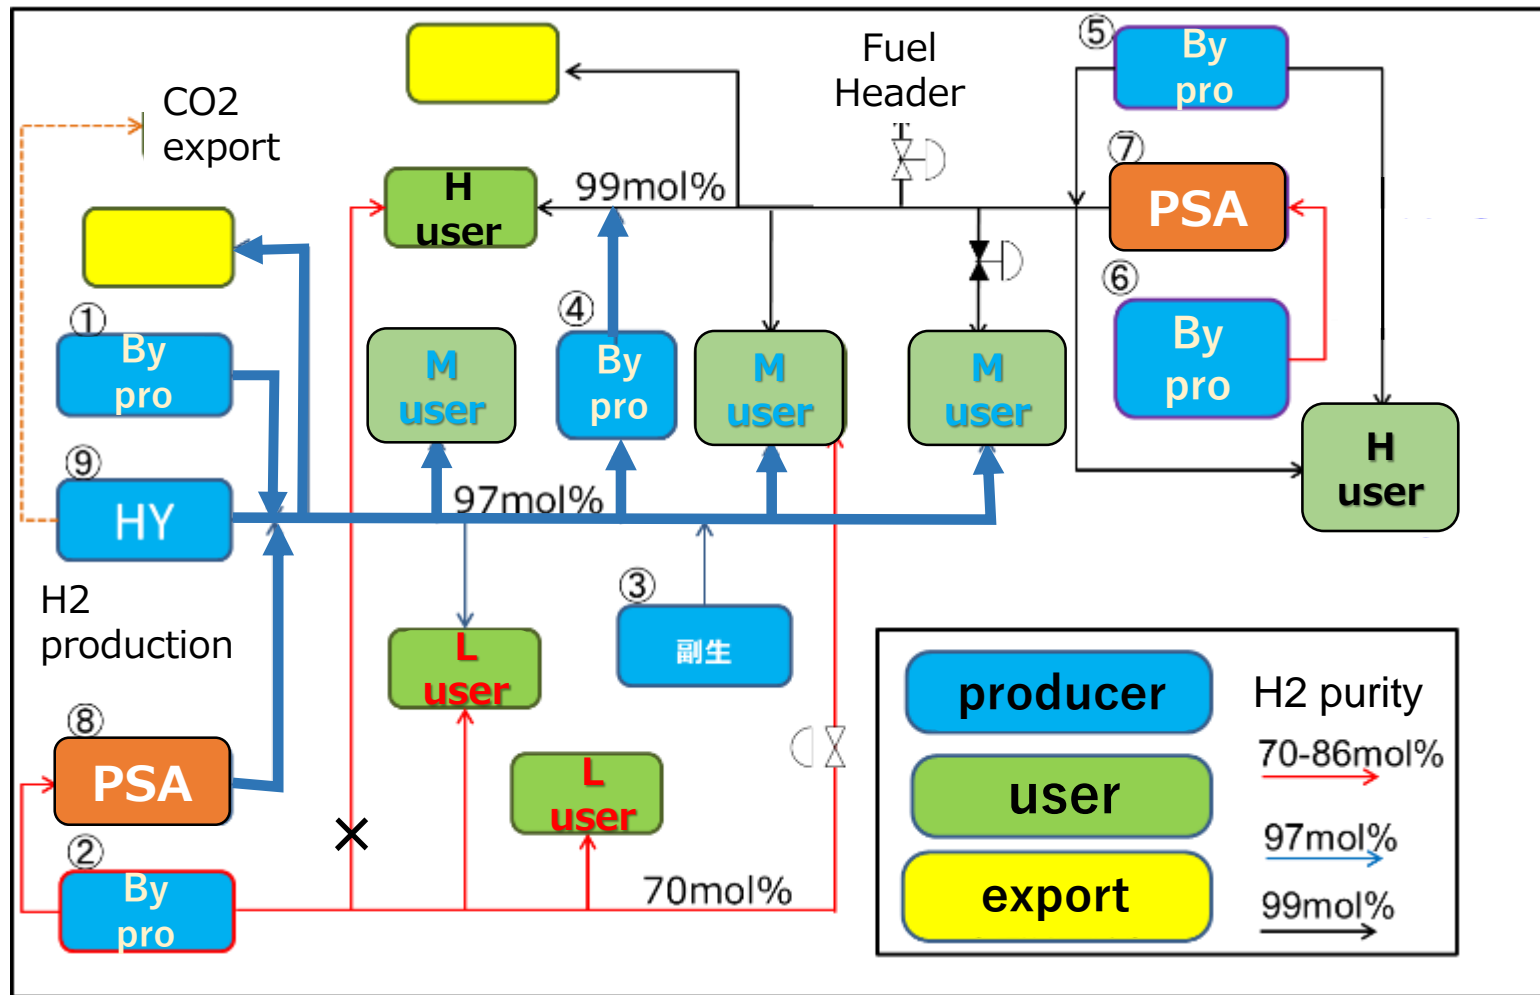 Fuel
Header
⑤
By
pro
CO2
export
⑦
PSA
H
user
99mol%
①
By
pro
④
By
pro
⑥
By
pro
M
user
M
user
M
user
⑨
HY
97mol%
H
user
H2
production
③
副生
L
user
⑧
PSA
L
user
②
By
pro
70mol%
producer
H2 purity
70-86mol%
user
97mol%
export
99mol%